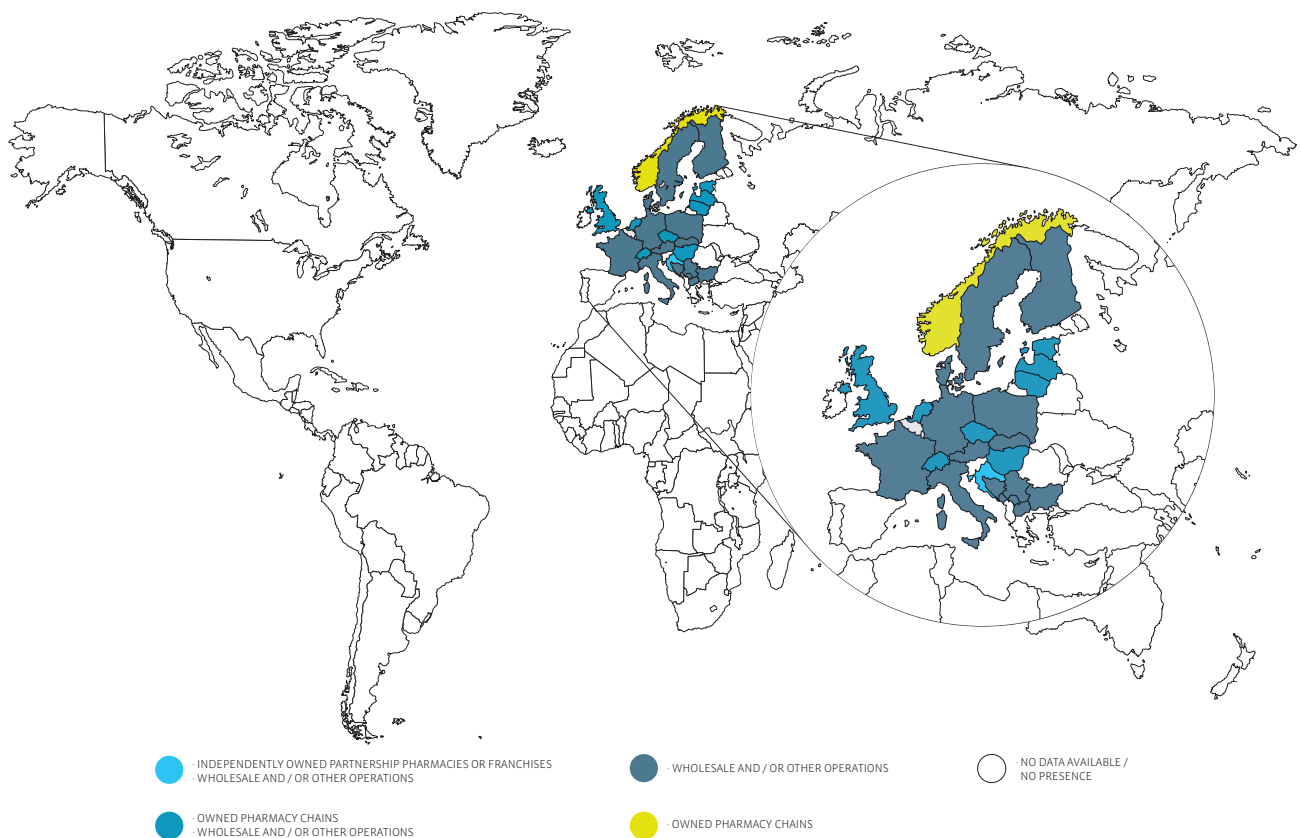 · INDEPENDENTLY OWNED PARTNERSHIP PHARMACIES OR FRANCHISES
· WHOLESALE AND / OR OTHER OPERATIONS
· OWNED PHARMACY CHAINS
· WHOLESALE AND / OR OTHER OPERATIONS
· WHOLESALE AND / OR OTHER OPERATIONS
· OWNED PHARMACY CHAINS
· NO DATA AVAILABLE /
NO PRESENCE